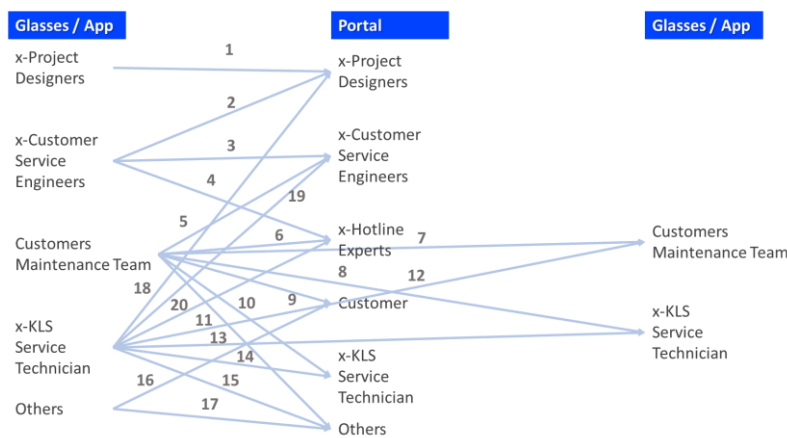 Glasses / App
Portal
Glasses / App
x-Project
Designers
x-Customer
Service
Engineers
Customers
Maintenance Team
x-KLS
Service
Technician
Others
1
2
3
4
19
5
6
7
8
12
18
20
10
9
11
13
14
16
15
17
x-Project
Designers
x-Customer
Service
Engineers
x-Hotline
Experts
Customer
x-KLS
Service
Technician
Others
Customers
Maintenance Team
x-KLS
Service
Technician